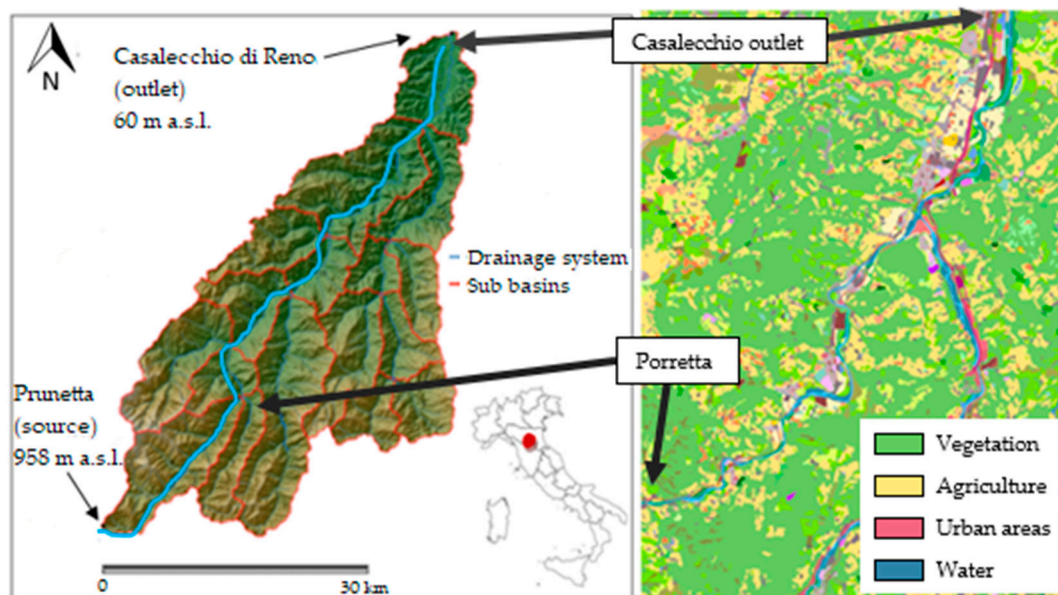 N
Casalecchio di Reno
(outlet)
60 m a.s.l.
Casalecchio outlet
Drainage system
Sub basins
Porretta
Prunetta
(source)
958 m a.s.l.
0
30 km
Vegetation
Agriculture
Urban areas
Water